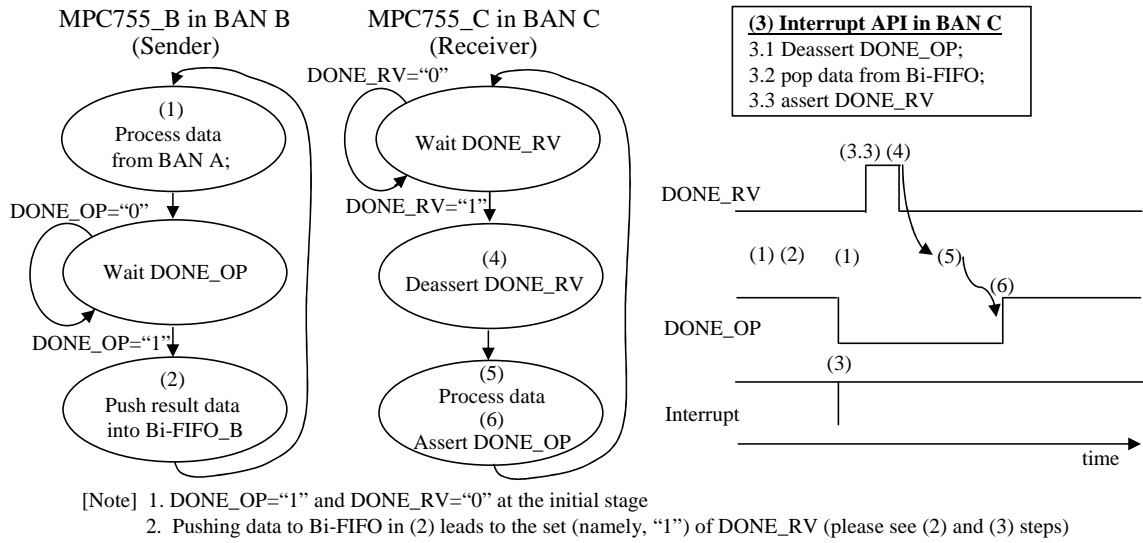 MPC755_B in BAN B
(Sender)
(1)
Process data
from BAN A;
DONE_OP=“0”
Wait DONE_OP
DONE_OP=“1”
(2)
Push result data
into Bi-FIFO_B
MPC755_C in BAN C
(Receiver)
DONE_RV=“0”
Wait DONE_RV
DONE_RV=“1”
(4)
Deassert DONE_RV
(5)
Process data
(6)
Assert DONE_OP
(3) Interrupt API in BAN C
3.1 Deassert DONE_OP;
3.2 pop data from Bi-FIFO;
3.3 assert DONE_RV
(3.3) (4)
DONE_RV
(1) (2) (1) (5)
(6)
DONE_OP
(3)
Interrupt
time
[Note] 1. DONE_OP=“1” and DONE_RV=“0” at the initial stage
2. Pushing data to Bi-FIFO in (2) leads to the set (namely, “1”) of DONE_RV (please see (2) and (3) steps)